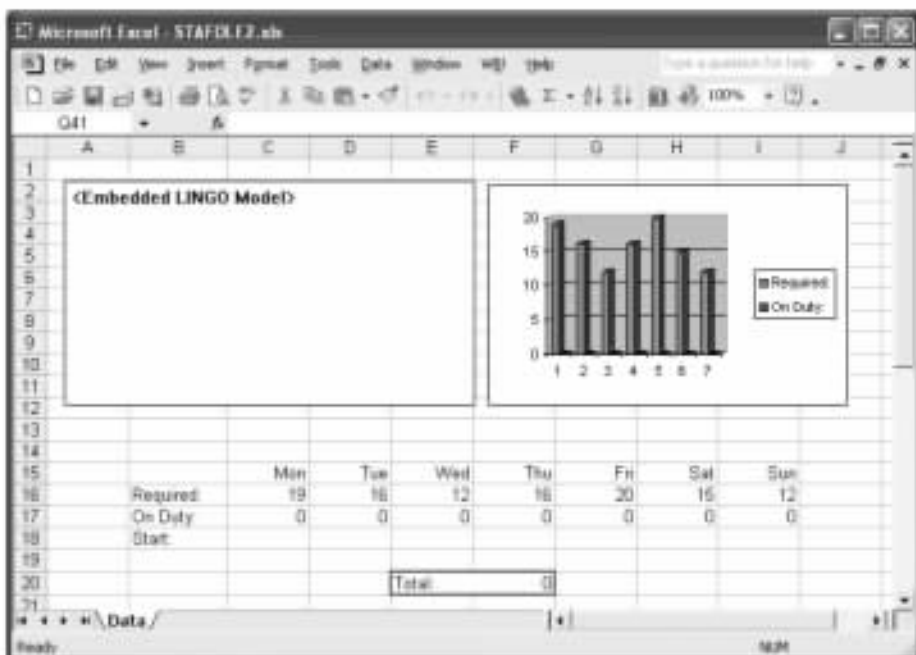 Microsoft Excel - STAFOLE2.xls
File Edit View Insert Format Tools Data Window WB! Help
Type a question for help
100%
Q41
fx
A B C D E F G H I J
1
2
3
4
5
6
7
8
9
10
11
12
13
14
15
16
17
18
19
20
21
<Embedded LINGO Model>
20
15
10
5
0
1 2 3 4 5 6 7
Required:
On Duty:
Mon Tue Wed Thu Fri Sat Sun
Required: 19 16 12 16 20 15 12
On Duty: 0 0 0 0 0 0 0
Start:
Total: 0
Data
Ready
NUM